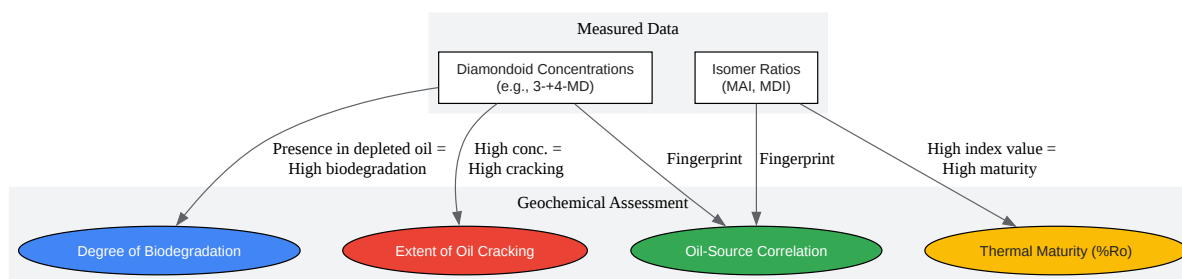 Measured Data
Diamondoid Concentrations
(e.g., 3-+4-MD)
Isomer Ratios
(MAI, MDI)
Presence in depleted oil =
High biodegradation
High conc. =
High cracking
Fingerprint
Fingerprint
High index value =
High maturity
Geochemical Assessment
Degree of Biodegradation
Extent of Oil Cracking
Oil-Source Correlation
Thermal Maturity (%Ro)